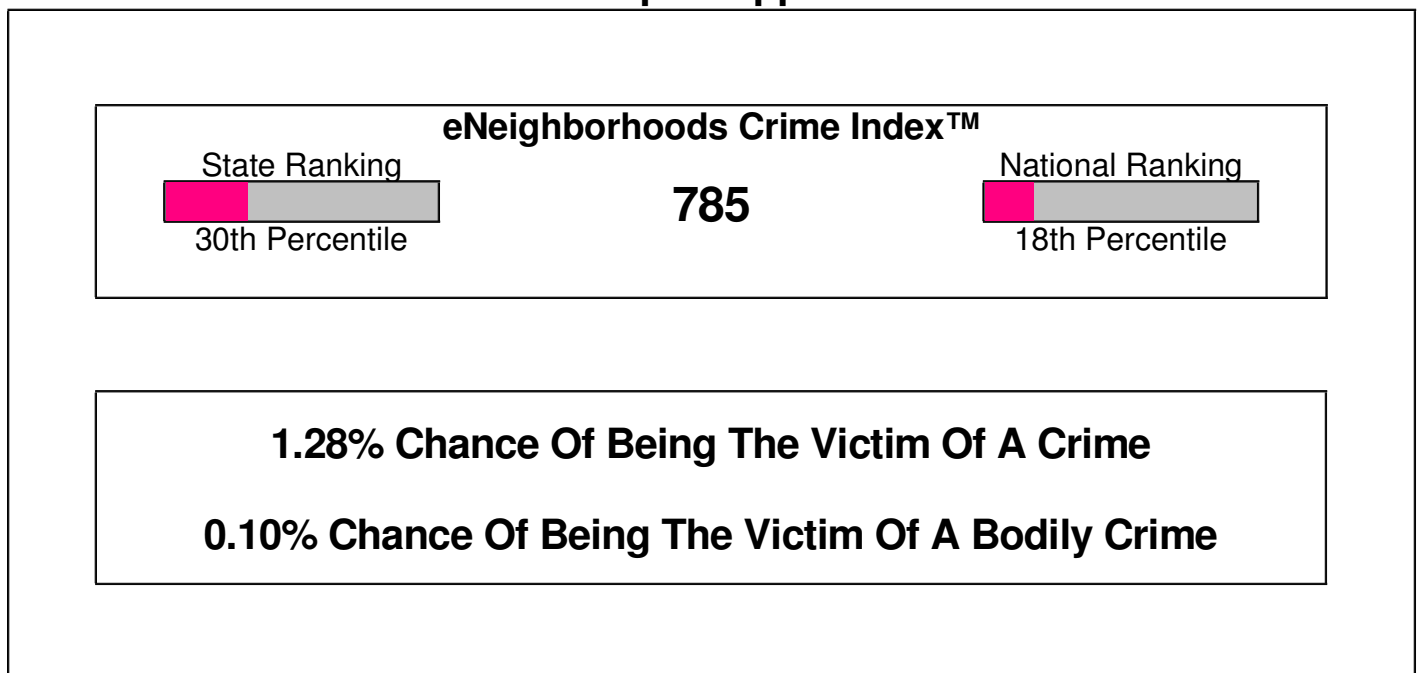 eNeighborhoods Crime Index™
State Ranking
National Ranking
785
30th Percentile
18th Percentile
1.28% Chance Of Being The Victim Of A Crime
0.10% Chance Of Being The Victim Of A Bodily Crime